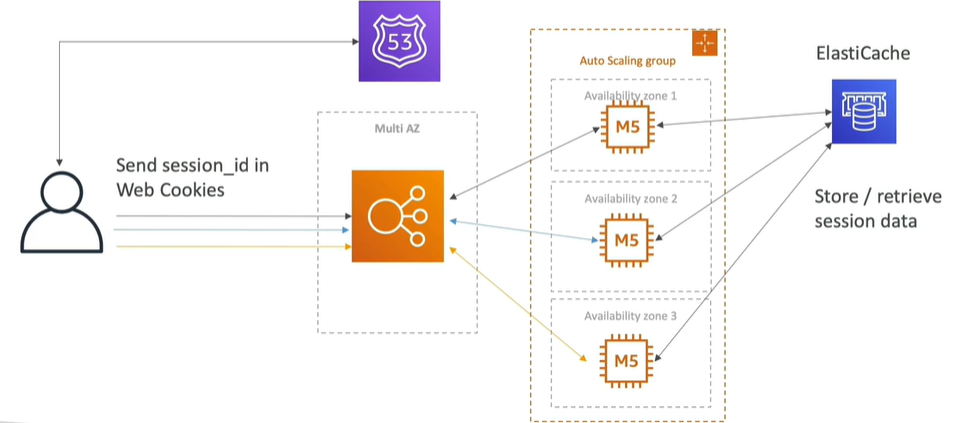 53
ElastiCache
Auto Scaling group
Availability zone 1
Multi AZ
M5
Send session_id in
Web Cookies
Store / retrieve
session data
Availability zone 2
M5
Availability zone 3
M5